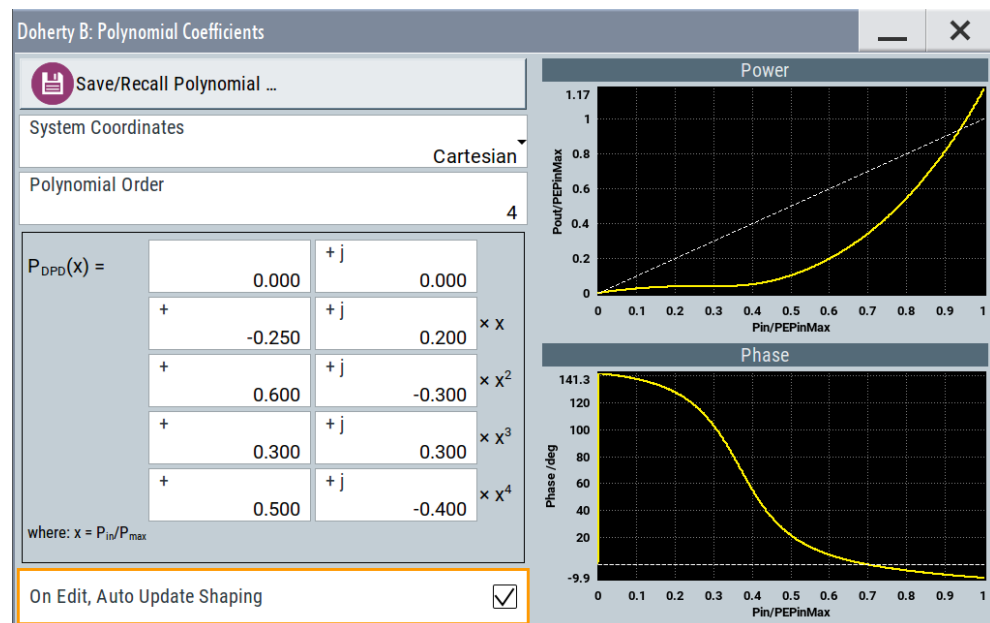 Doherty B: Polynomial Coefficients
Save/Recall Polynomial ...
System Coordinates
Cartesian
Polynomial Order
4
P_DPD(x) =
0.000
+ j
0.000
+
-0.250
+ j
0.200
× x
+
0.600
+ j
-0.300
× x²
+
0.300
+ j
0.300
× x³
+
0.500
+ j
-0.400
× x⁴
where: x = P_in/P_max
On Edit, Auto Update Shaping
Power
Pout/PEPinMax
1.17
1
0.8
0.6
0.4
0.2
0
0 0.1 0.2 0.3 0.4 0.5 0.6 0.7 0.8 0.9 1
Pin/PEPinMax
Phase
Phase /deg
141.3
120
100
80
60
40
20
-9.9
0 0.1 0.2 0.3 0.4 0.5 0.6 0.7 0.8 0.9 1
Pin/PEPinMax